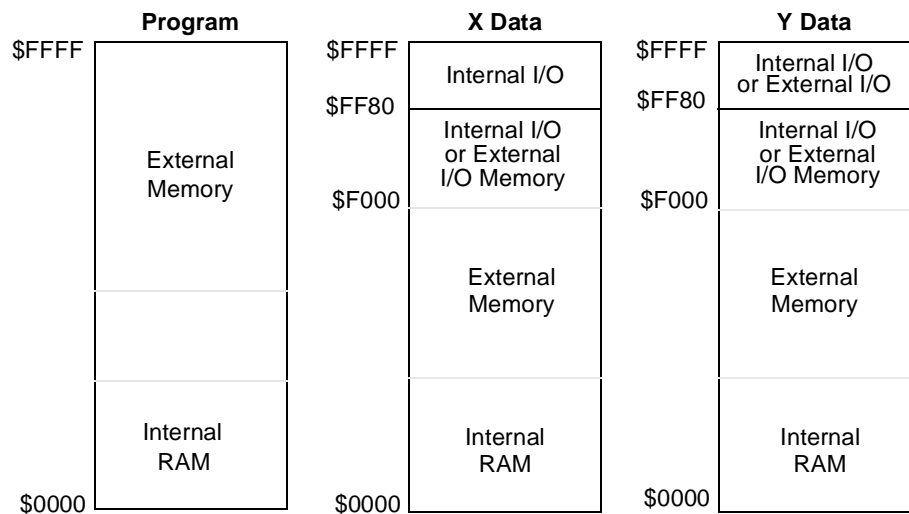 Program
$FFFF
External
Memory
Internal
RAM
$0000
X Data
$FFFF
Internal I/O
$FF80
Internal I/O
or External
I/O Memory
$F000
External
Memory
Internal
RAM
$0000
Y Data
$FFFF
Internal I/O
or External I/O
$FF80
Internal I/O
or External
I/O Memory
$F000
External
Memory
Internal
RAM
$0000